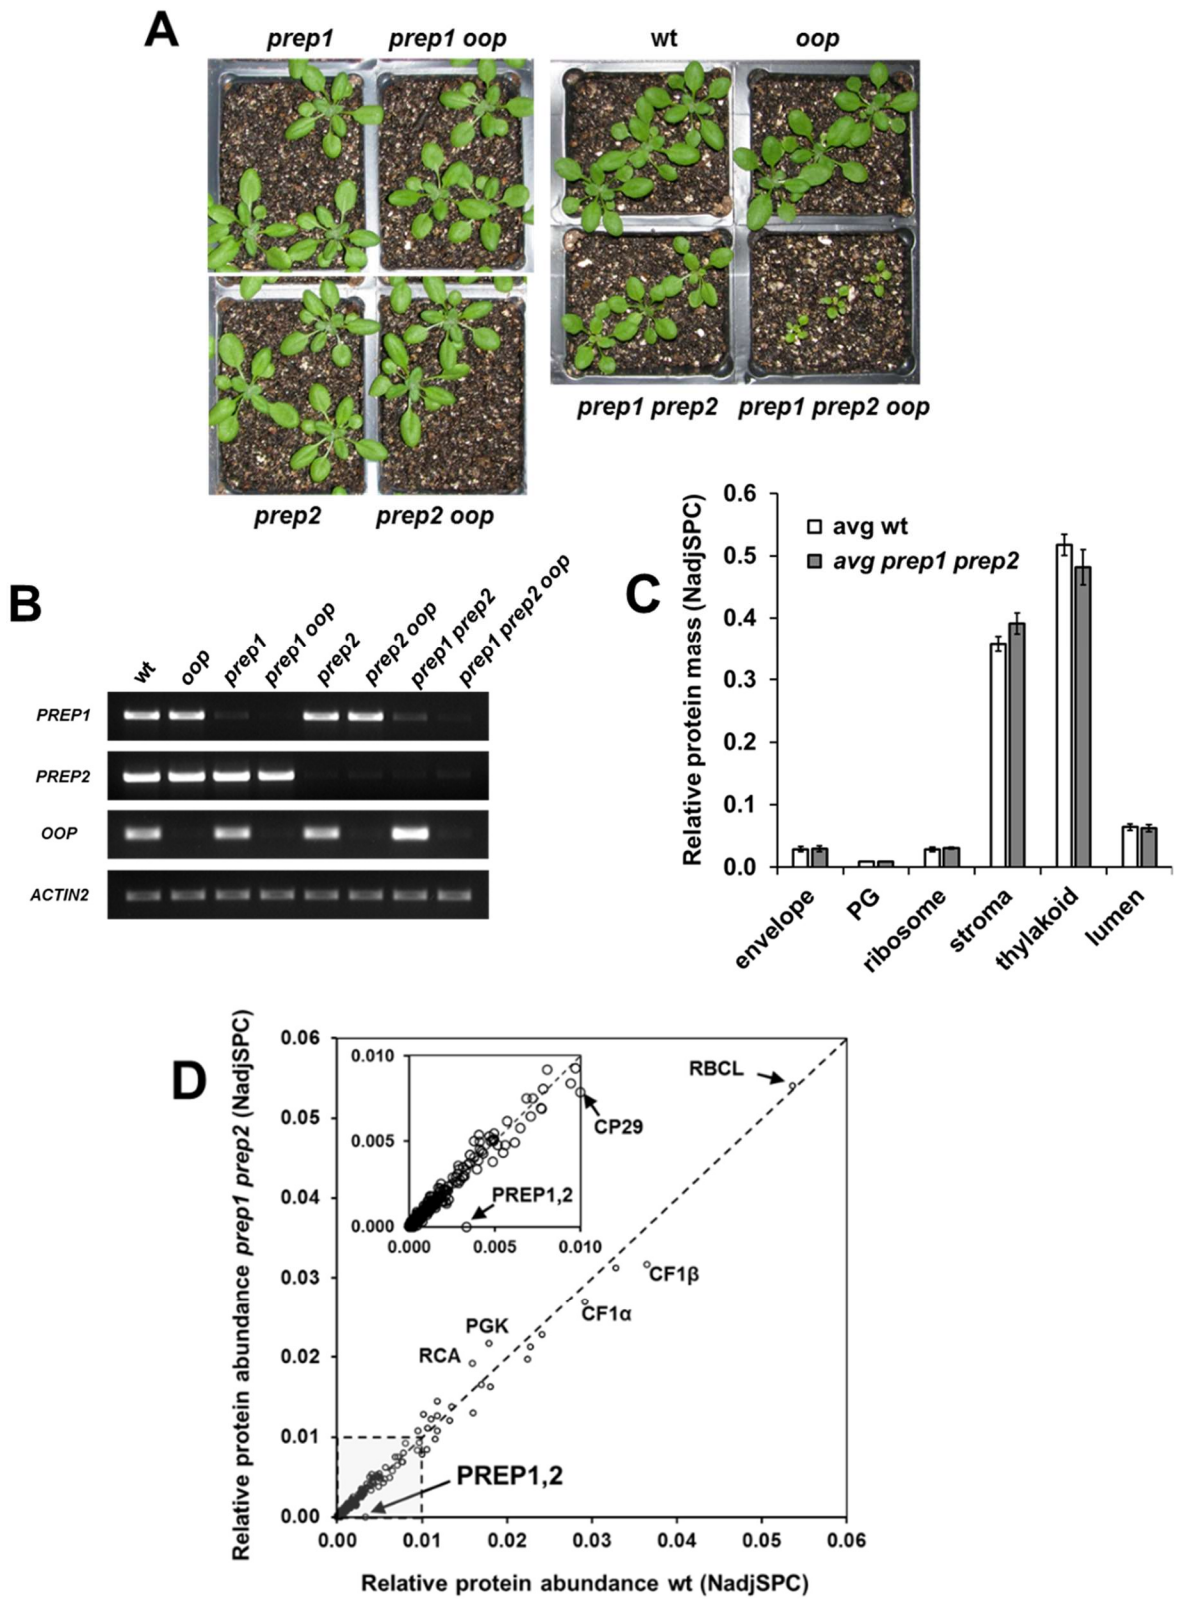 A
prep1
prep1 oop
wt
oop
prep1 prep2
prep1 prep2 oop
prep2
prep2 oop
B
wt
oop
prep1
prep1 oop
prep2
prep2 oop
prep1 prep2
prep1 prep2 oop
PREP1
PREP2
OOP
ACTIN2
C
Relative protein mass (NadjSPC)
0.6
0.5
0.4
0.3
0.2
0.1
0.0
avg wt
avg prep1 prep2
envelope
PG
ribosome
stroma
thylakoid
lumen
D
Relative protein abundance prep1 prep2 (NadjSPC)
0.06
0.05
0.04
0.03
0.02
0.01
0.00
0.010
0.005
0.000
0.000
0.005
0.010
CP29
PREP1,2
RBCL
CF1β
CF1α
PGK
RCA
PREP1,2
0.00
0.01
0.02
0.03
0.04
0.05
0.06
Relative protein abundance wt (NadjSPC)